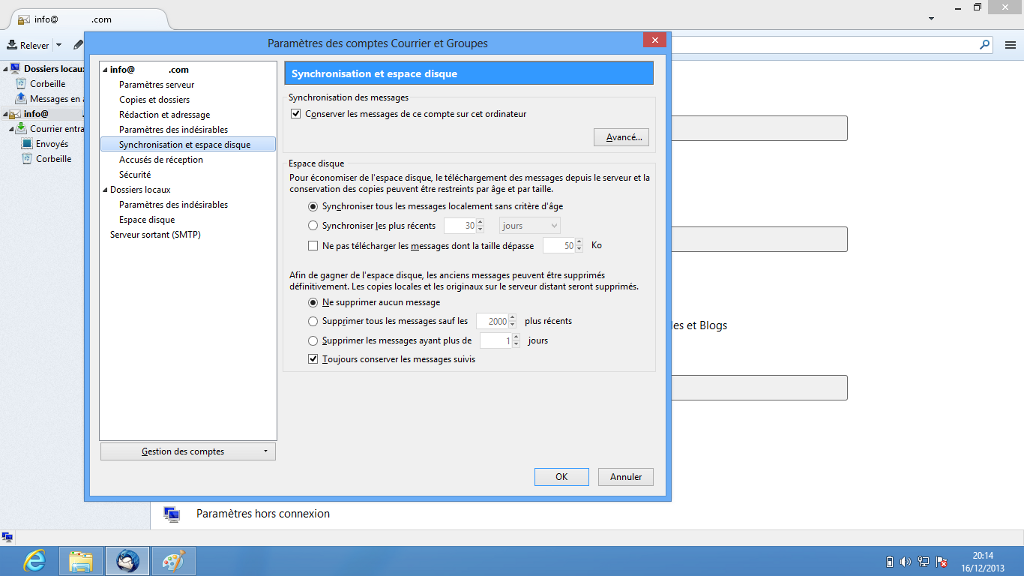 info@ .com
Relever
Paramètres des comptes Courrier et Groupes
Dossiers locau
Corbeille
Messages en a
info@
Courrier entra
Envoyés
Corbeille
info@ .com
Paramètres serveur
Copies et dossiers
Rédaction et adressage
Paramètres des indésirables
Synchronisation et espace disque
Accusés de réception
Sécurité
Dossiers locaux
Paramètres des indésirables
Espace disque
Serveur sortant (SMTP)
Gestion des comptes
Synchronisation et espace disque
Synchronisation des messages
Conserver les messages de ce compte sur cet ordinateur
Avancé...
Espace disque
Pour économiser de l'espace disque, le téléchargement des messages depuis le serveur et la
conservation des copies peuvent être restreints par âge et par taille.
Synchroniser tous les messages localement sans critère d'âge
Synchroniser les plus récents 30 jours
Ne pas télécharger les messages dont la taille dépasse 50 Ko
Afin de gagner de l'espace disque, les anciens messages peuvent être supprimés
définitivement. Les copies locales et les originaux sur le serveur distant seront supprimés.
Ne supprimer aucun message
Supprimer tous les messages sauf les 2000 plus récents
Supprimer les messages ayant plus de 1 jours
Toujours conserver les messages suivis
OK Annuler
les et Blogs
Paramètres hors connexion
20:14
16/12/2013